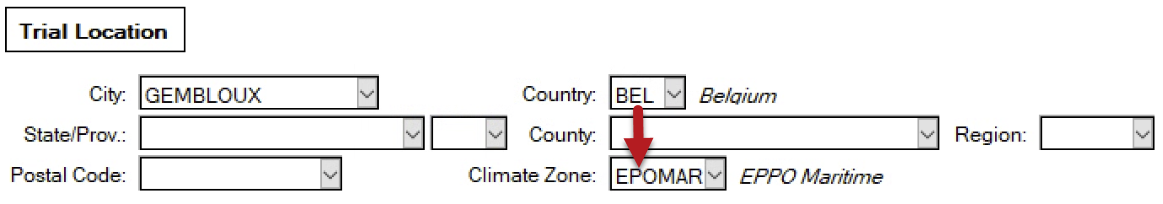 Trial Location
City: GEMBLOUX Country: BEL Belgium
State/Prov.: County: Region:
Postal Code: Climate Zone: EPOMAR EPPO Maritime